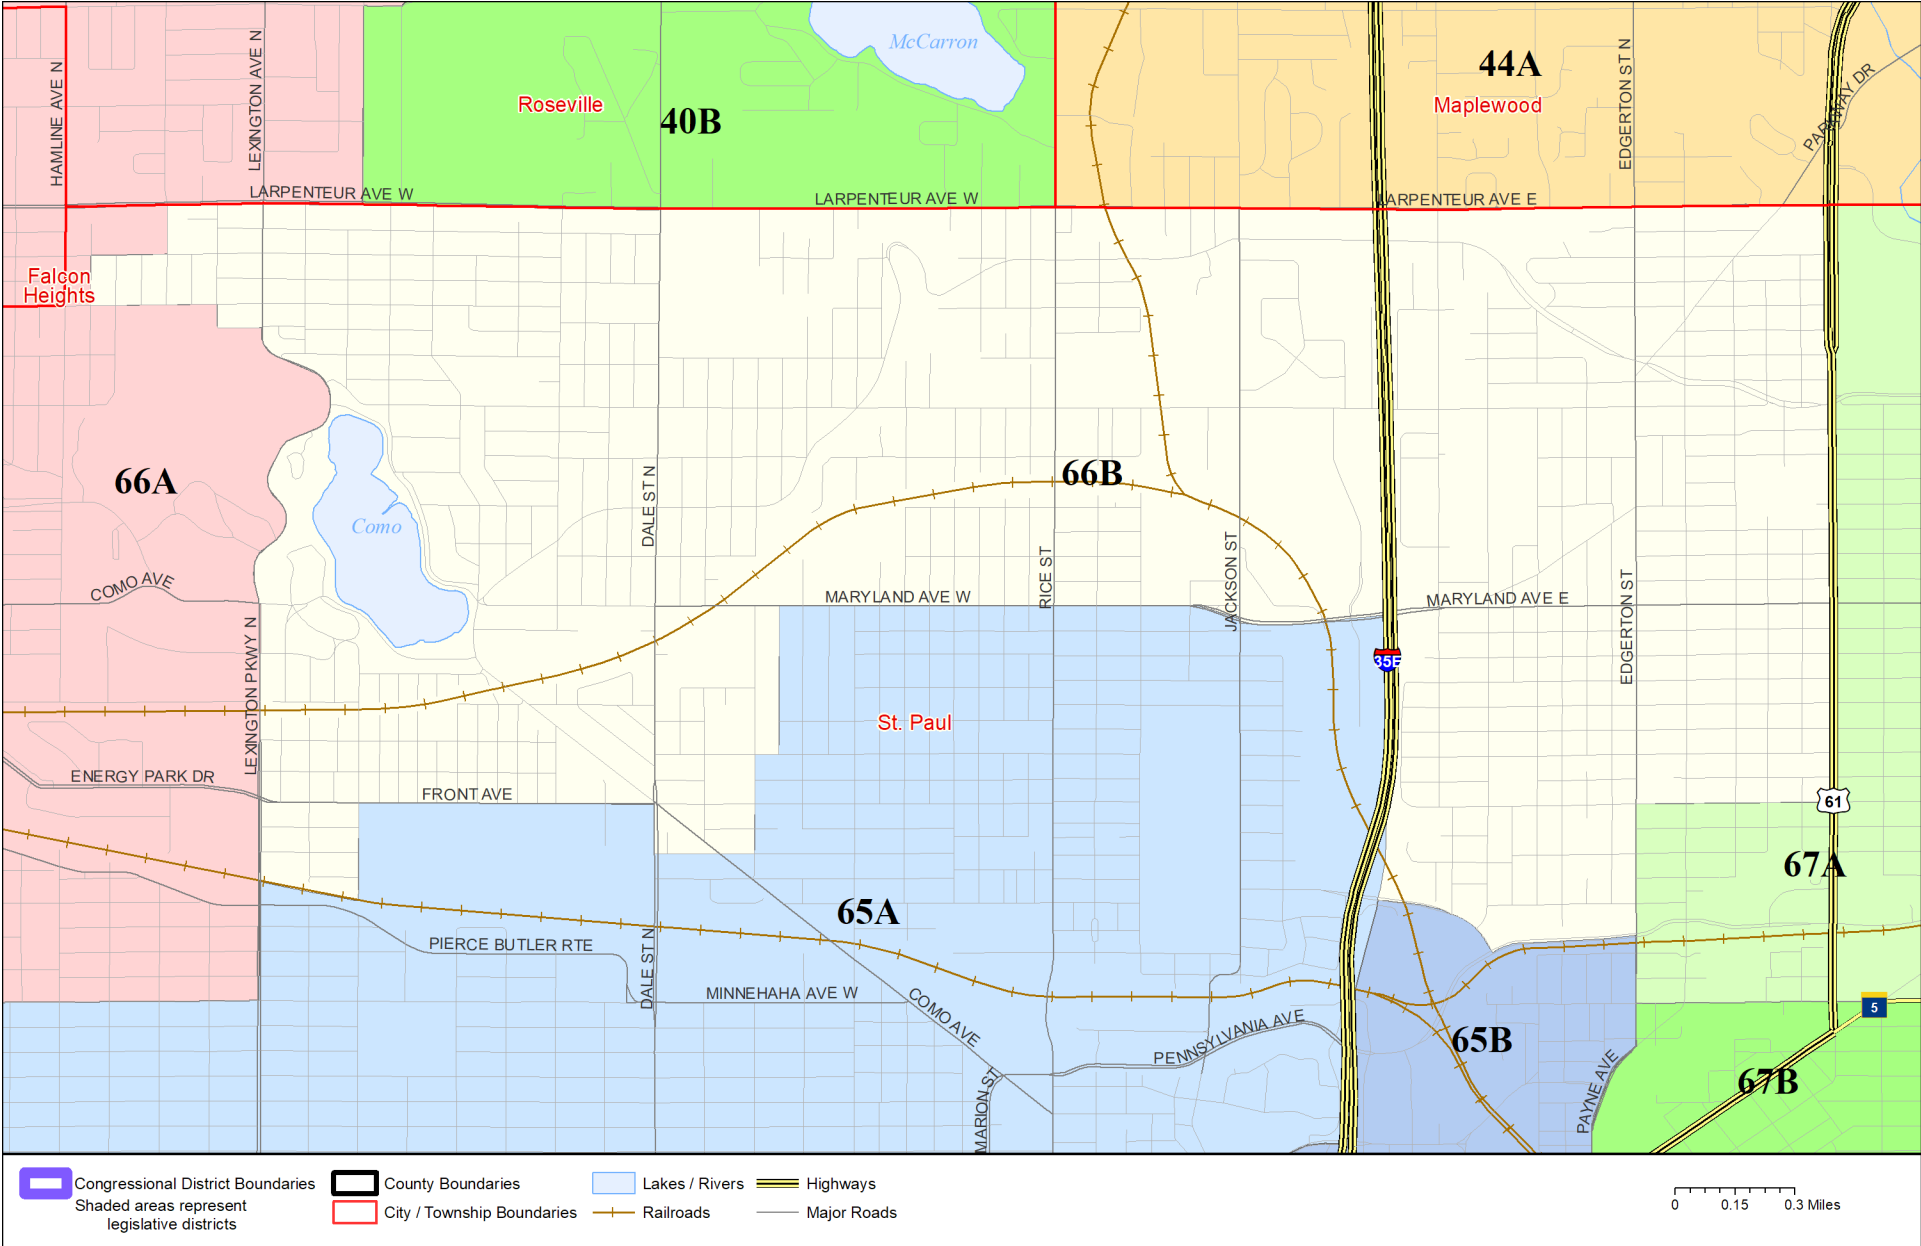 McCarron
44A
Roseville
Maplewood
40B
HAMLINE AVE N
LEXINGTON AVE N
EDGERTON ST N
PARKWAY DR
LARPENTEUR AVE W
LARPENTEUR AVE W
LARPENTEUR AVE E
Falcon
Heights
66A
66B
Como
DALE ST N
RICE ST
JACKSON ST
COMO AVE
MARYLAND AVE W
MARYLAND AVE E
EDGERTON ST N
35E
LEXINGTON PKWY N
St. Paul
ENERGY PARK DR
FRONT AVE
61
67A
65A
PIERCE BUTLER RTE
DALE ST N
MINNEHAHA AVE W
COMO AVE
5
PENNSYLVANIA AVE
65B
67B
MARION ST
PAYNE AVE
Congressional District Boundaries
Shaded areas represent
legislative districts
County Boundaries
City / Township Boundaries
Lakes / Rivers
Railroads
Highways
Major Roads
0 0.15 0.3 Miles